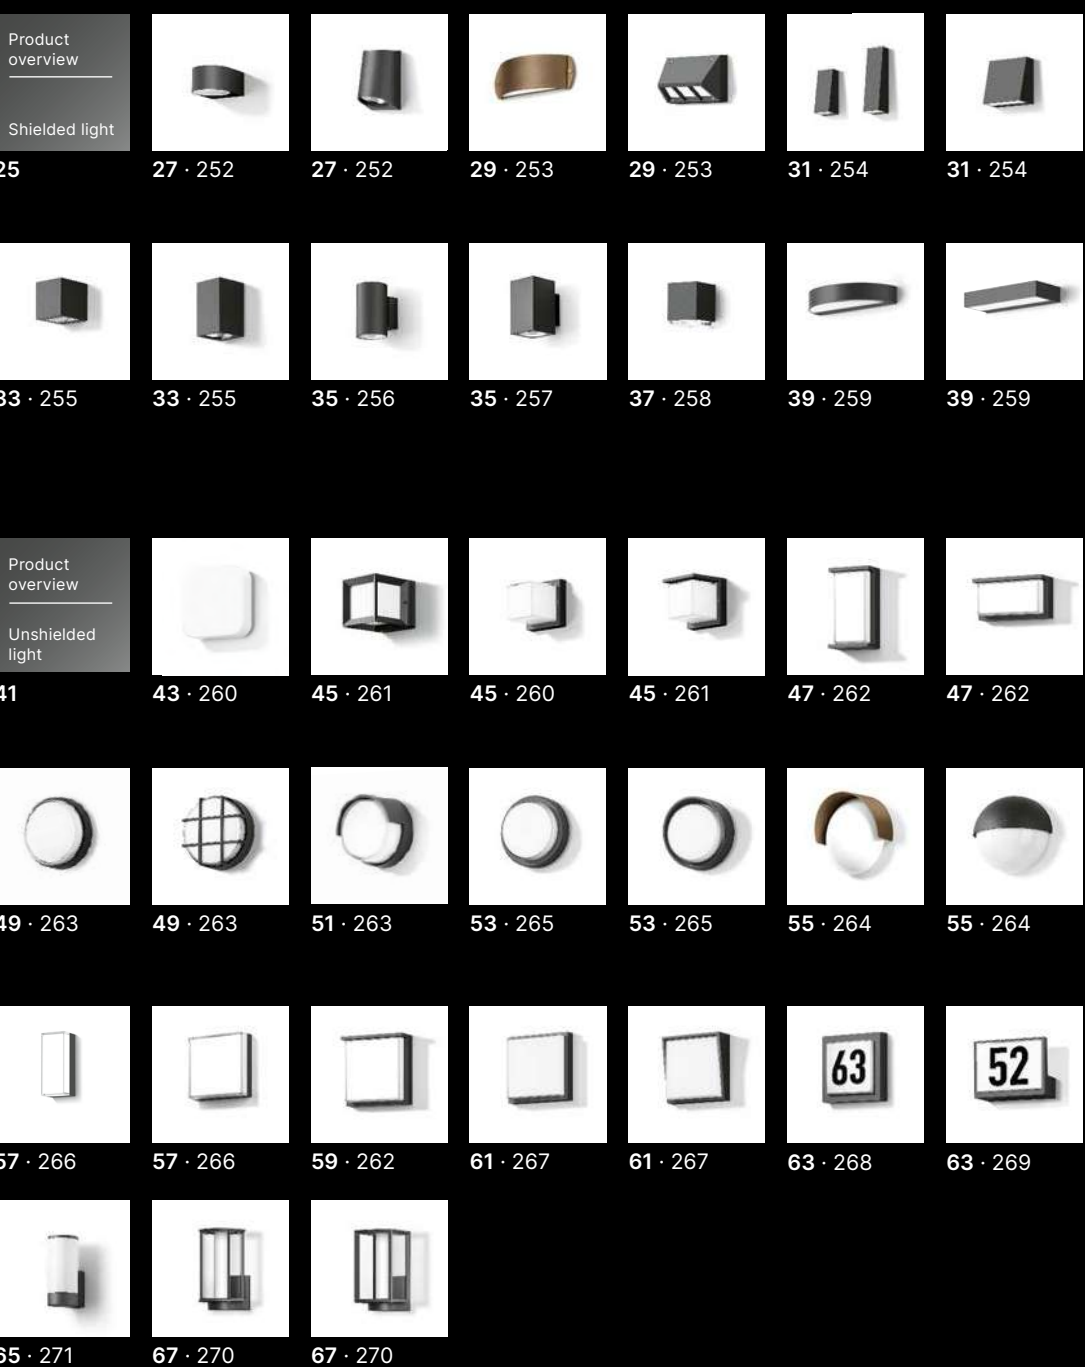 Product
overview
Shielded light
25
27 · 252
27 · 252
29 · 253
29 · 253
31 · 254
31 · 254
33 · 255
33 · 255
35 · 256
35 · 257
37 · 258
39 · 259
39 · 259
Product
overview
Unshielded
light
41
43 · 260
45 · 261
45 · 260
45 · 261
47 · 262
47 · 262
49 · 263
49 · 263
51 · 263
53 · 265
53 · 265
55 · 264
55 · 264
63
52
57 · 266
57 · 266
59 · 262
61 · 267
61 · 267
63 · 268
63 · 269
65 · 271
67 · 270
67 · 270